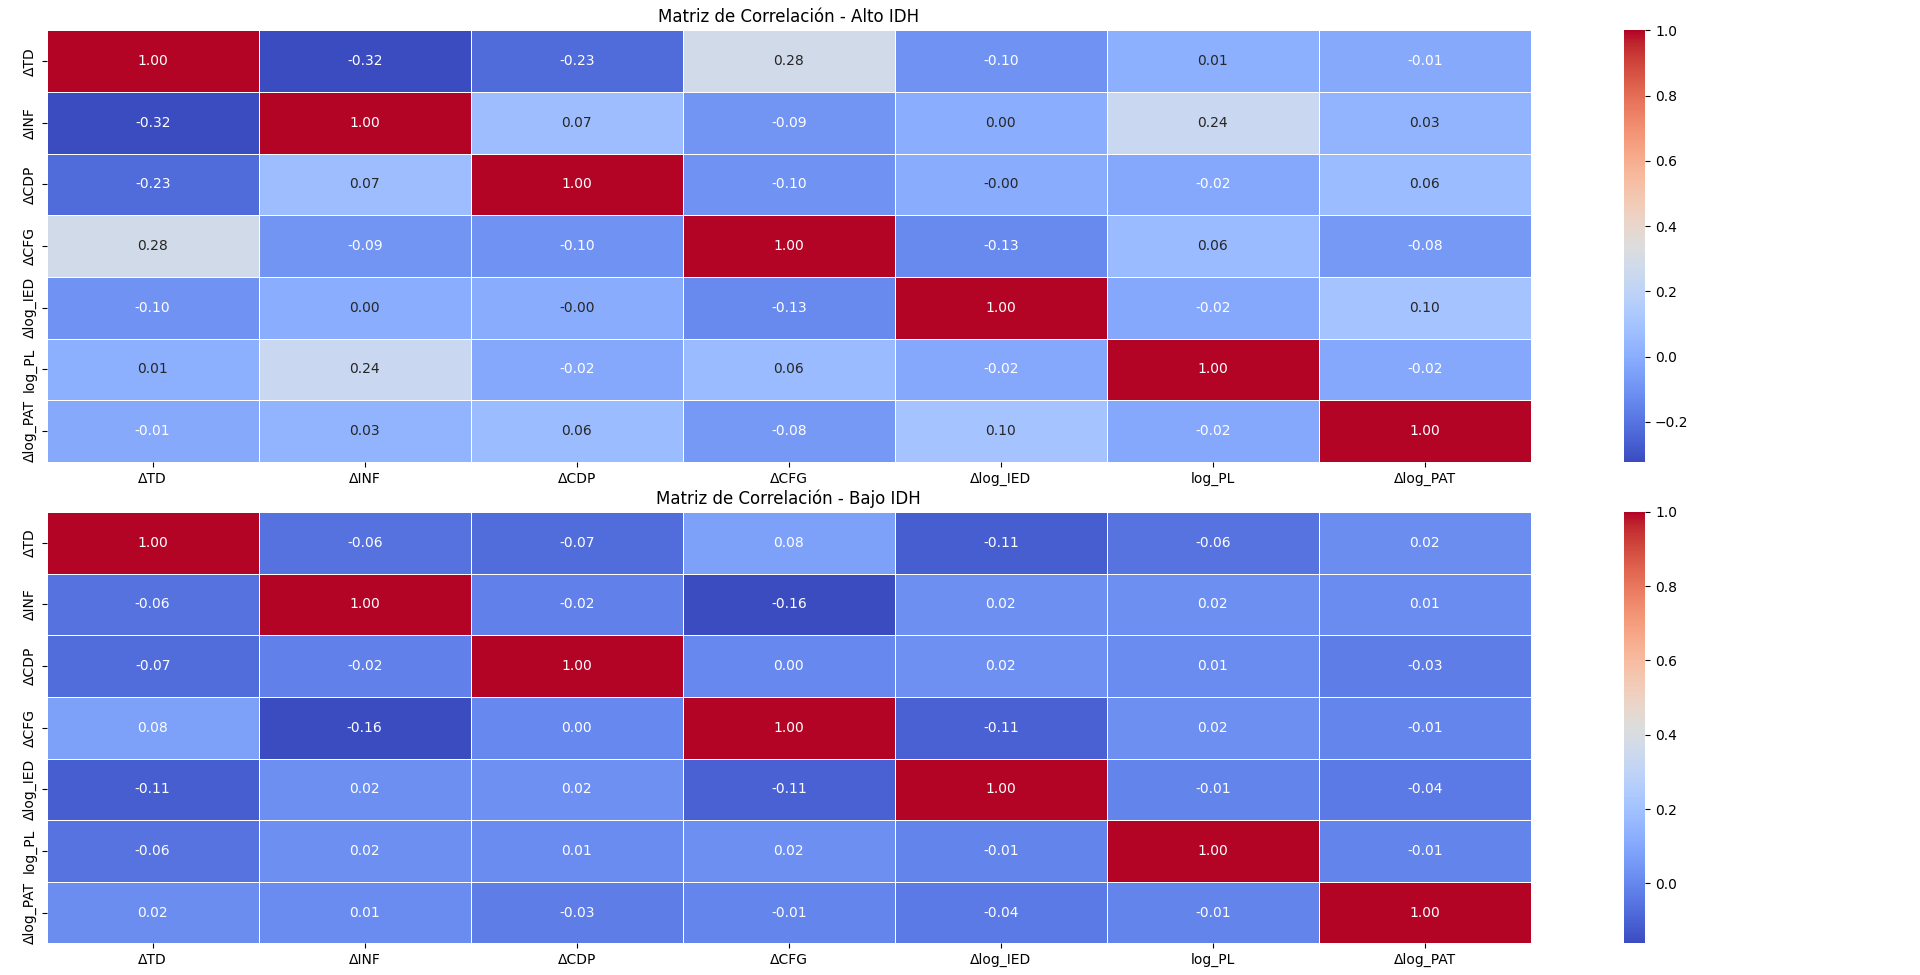 Matriz de Correlación - Alto IDH
ΔTD 1.00 -0.32 -0.23 0.28 -0.10 0.01 -0.01
ΔINF -0.32 1.00 0.07 -0.09 0.00 0.24 0.03
ΔCDP -0.23 0.07 1.00 -0.10 -0.00 -0.02 0.06
ΔCFG 0.28 -0.09 -0.10 1.00 -0.13 0.06 -0.08
Δlog_IED -0.10 0.00 -0.00 -0.13 1.00 -0.02 0.10
log_PL 0.01 0.24 -0.02 0.06 -0.02 1.00 -0.02
Δlog_PAT -0.01 0.03 0.06 -0.08 0.10 -0.02 1.00
ΔTD ΔINF ΔCDP ΔCFG Δlog_IED log_PL Δlog_PAT
1.0
0.8
0.6
0.4
0.2
0.0
−0.2
Matriz de Correlación - Bajo IDH
ΔTD 1.00 -0.06 -0.07 0.08 -0.11 -0.06 0.02
ΔINF -0.06 1.00 -0.02 -0.16 0.02 0.02 0.01
ΔCDP -0.07 -0.02 1.00 0.00 0.02 0.01 -0.03
ΔCFG 0.08 -0.16 0.00 1.00 -0.11 0.02 -0.01
Δlog_IED -0.11 0.02 0.02 -0.11 1.00 -0.01 -0.04
log_PL -0.06 0.02 0.01 0.02 -0.01 1.00 -0.01
Δlog_PAT 0.02 0.01 -0.03 -0.01 -0.04 -0.01 1.00
ΔTD ΔINF ΔCDP ΔCFG Δlog_IED log_PL Δlog_PAT
1.0
0.8
0.6
0.4
0.2
0.0